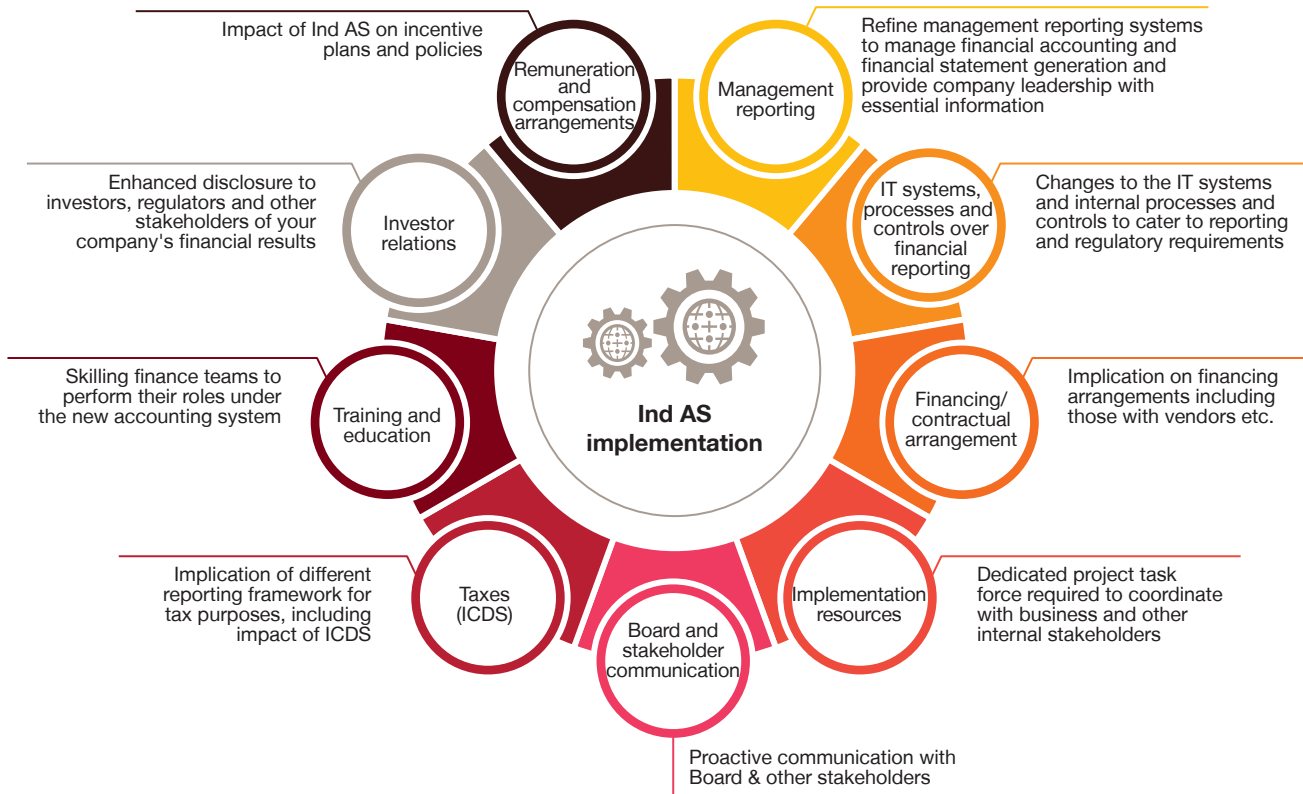 Impact of Ind AS on incentive
plans and policies
Remuneration
and
compensation
arrangements
Management
reporting
Refine management reporting systems
to manage financial accounting and
financial statement generation and
provide company leadership with
essential information
Enhanced disclosure to
investors, regulators and other
stakeholders of your
company's financial results
Investor
relations
IT systems,
processes and
controls over
financial
reporting
Changes to the IT systems
and internal processes and
controls to cater to reporting
and regulatory requirements
Ind AS
implementation
Skilling finance teams to
perform their roles under
the new accounting system
Training and
education
Financing/
contractual
arrangement
Implication on financing
arrangements including
those with vendors etc.
Implication of different
reporting framework for
tax purposes, including
impact of ICDS
Taxes
(ICDS)
Board and
stakeholder
communication
Implementation
resources
Dedicated project task
force required to coordinate
with business and other
internal stakeholders
Proactive communication with
Board & other stakeholders